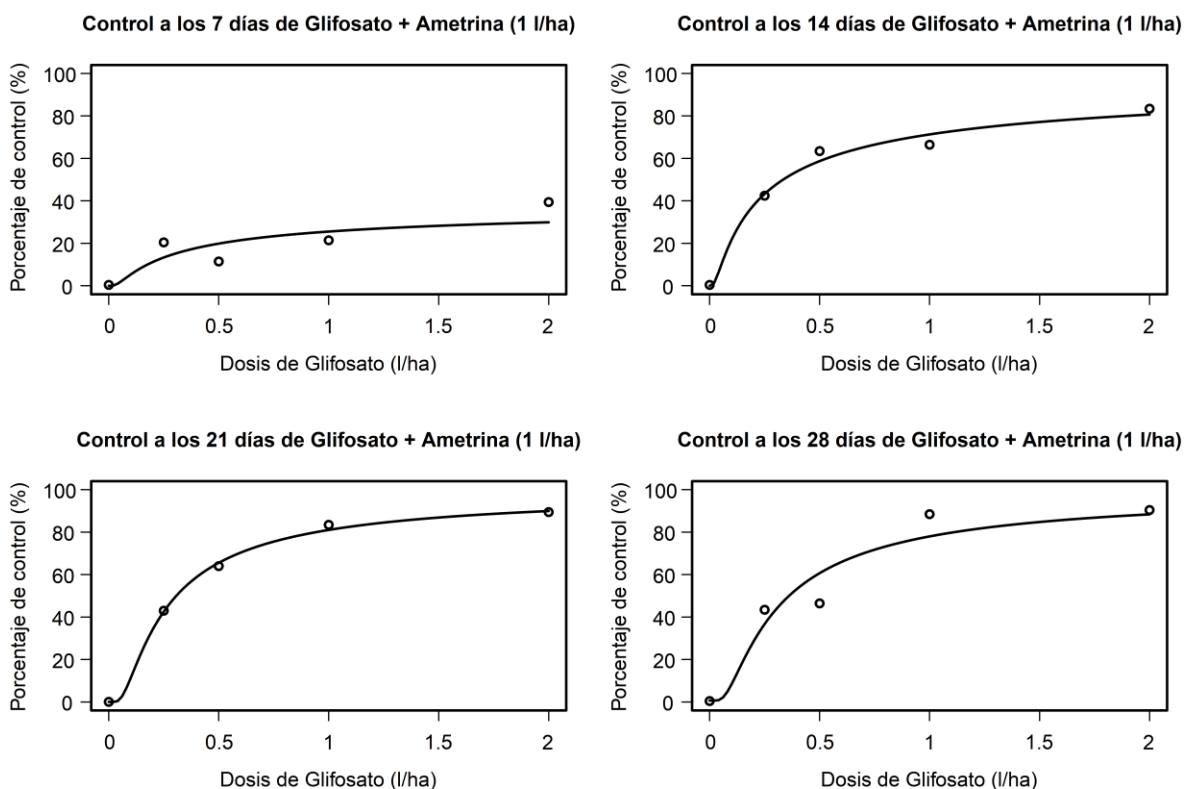 Control a los 7 días de Glifosato + Ametrina (1 l/ha)
Porcentaje de control (%)
100
80
60
40
20
0
0 0.5 1 1.5 2
Dosis de Glifosato (l/ha)
Control a los 14 días de Glifosato + Ametrina (1 l/ha)
Porcentaje de control (%)
100
80
60
40
20
0
0 0.5 1 1.5 2
Dosis de Glifosato (l/ha)
Control a los 21 días de Glifosato + Ametrina (1 l/ha)
Porcentaje de control (%)
100
80
60
40
20
0
0 0.5 1 1.5 2
Dosis de Glifosato (l/ha)
Control a los 28 días de Glifosato + Ametrina (1 l/ha)
Porcentaje de control (%)
100
80
60
40
20
0
0 0.5 1 1.5 2
Dosis de Glifosato (l/ha)